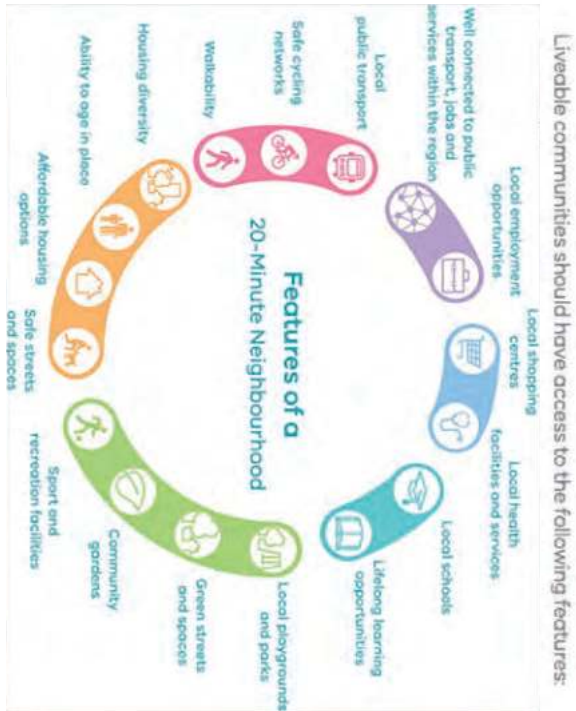 Liveable communities should have access to the following features:
Local shopping
centres
Local health
facilities and services
Local schools
Lifelong learning
opportunities
Local playgrounds
and parks
Green streets
and spaces
Community
gardens
Sport and
recreation facilities
Safe streets
and spaces
Affordable housing
options
Ability to age in place
Housing diversity
Walkability
Safe cycling
networks
Local
public transport
Well connected to public
transport, jobs and
services within the region
Local employment
opportunities
Features of a
20-Minute Neighbourhood